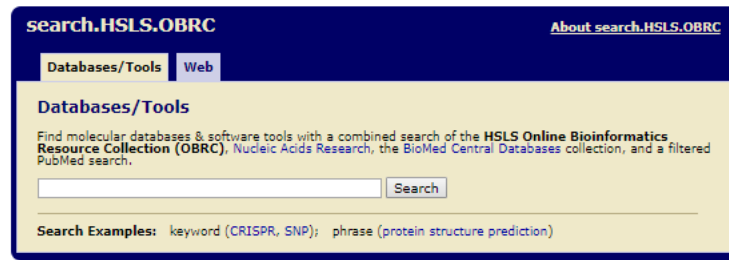 search.HSLS.OBRC
About search.HSLS.OBRC
Databases/Tools
Web
Databases/Tools
Find molecular databases & software tools with a combined search of the HSLS Online Bioinformatics
Resource Collection (OBRC), Nucleic Acids Research, the BioMed Central Databases collection, and a filtered
PubMed search.
Search
Search Examples: keyword (CRISPR, SNP); phrase (protein structure prediction)